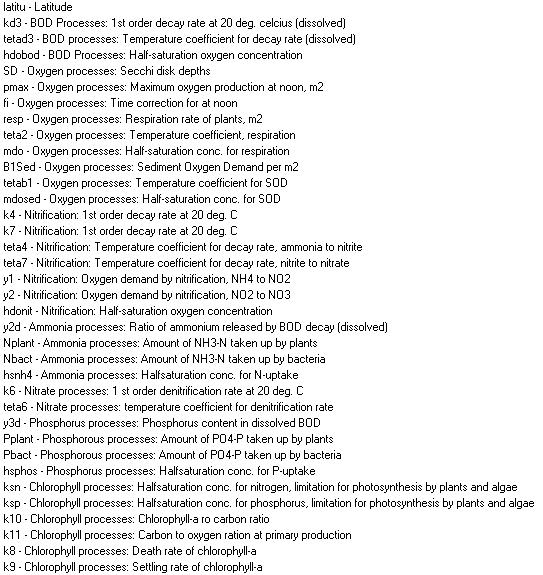 latitu - Latitude
kd3 - BOD Processes: 1st order decay rate at 20 deg. celcius (dissolved)
tetad3 - BOD processes: Temperature coefficient for decay rate (dissolved)
hdobod - BOD Processes: Half-saturation oxygen concentration
SD - Oxygen processes: Secchi disk depths
pmax - Oxygen processes: Maximum oxygen production at noon, m2
fi - Oxygen processes: Time correction for at noon
resp - Oxygen processes: Respiration rate of plants, m2
teta2 - Oxygen processes: Temperature coefficient, respiration
mdo - Oxygen processes: Half-saturation conc. for respiration
B1Sed - Oxygen processes: Sediment Oxygen Demand per m2
tetab1 - Oxygen processes: Temperature coefficient for SOD
mdosed - Oxygen processes: Half-saturation conc. for SOD
k4 - Nitrification: 1st order decay rate at 20 deg. C
k7 - Nitrification: 1st order decay rate at 20 deg. C
teta4 - Nitrification: Temperature coefficient for decay rate, ammonia to nitrite
teta7 - Nitrification: Temperature coefficient for decay rate, nitrite to nitrate
y1 - Nitrification: Oxygen demand by nitrification, NH4 to NO2
y2 - Nitrification: Oxygen demand by nitrification, NO2 to NO3
hdonit - Nitrification: Half-saturation oxygen concentration
y2d - Ammonia processes: Ratio of ammonium released by BOD decay (dissolved)
Nplant - Ammonia processes: Amount of NH3-N taken up by plants
Nbact - Ammonia processes: Amount of NH3-N taken up by bacteria
hsnh4 - Ammonia processes: Halfsaturation conc. for N-uptake
k6 - Nitrate processes: 1 st order denitrification rate at 20 deg. C
teta6 - Nitrate processes: temperature coefficient for denitrification rate
y3d - Phosphorus processes: Phosphorus content in dissolved BOD
Pplant - Phosphorous processes: Amount of PO4-P taken up by plants
Pbact - Phosphorous processes: Amount of PO4-P taken up by bacteria
hsphos - Phosphorus processes: Halfsaturation conc. for P-uptake
ksn - Chlorophyll processes: Halfsaturation conc. for nitrogen, limitation for photosynthesis by plants and algae
ksp - Chlorophyll processes: Halfsaturation conc. for phosphorus, limitation for photosynthesis by plants and algae
k10 - Chlorophyll processes: Chlorophyll-a ro carbon ratio
k11 - Chlorophyll processes: Carbon to oxygen ration at primary production
k8 - Chlorophyll processes: Death rate of chlorophyll-a
k9 - Chlorophyll processes: Settling rate of chlorophyll-a